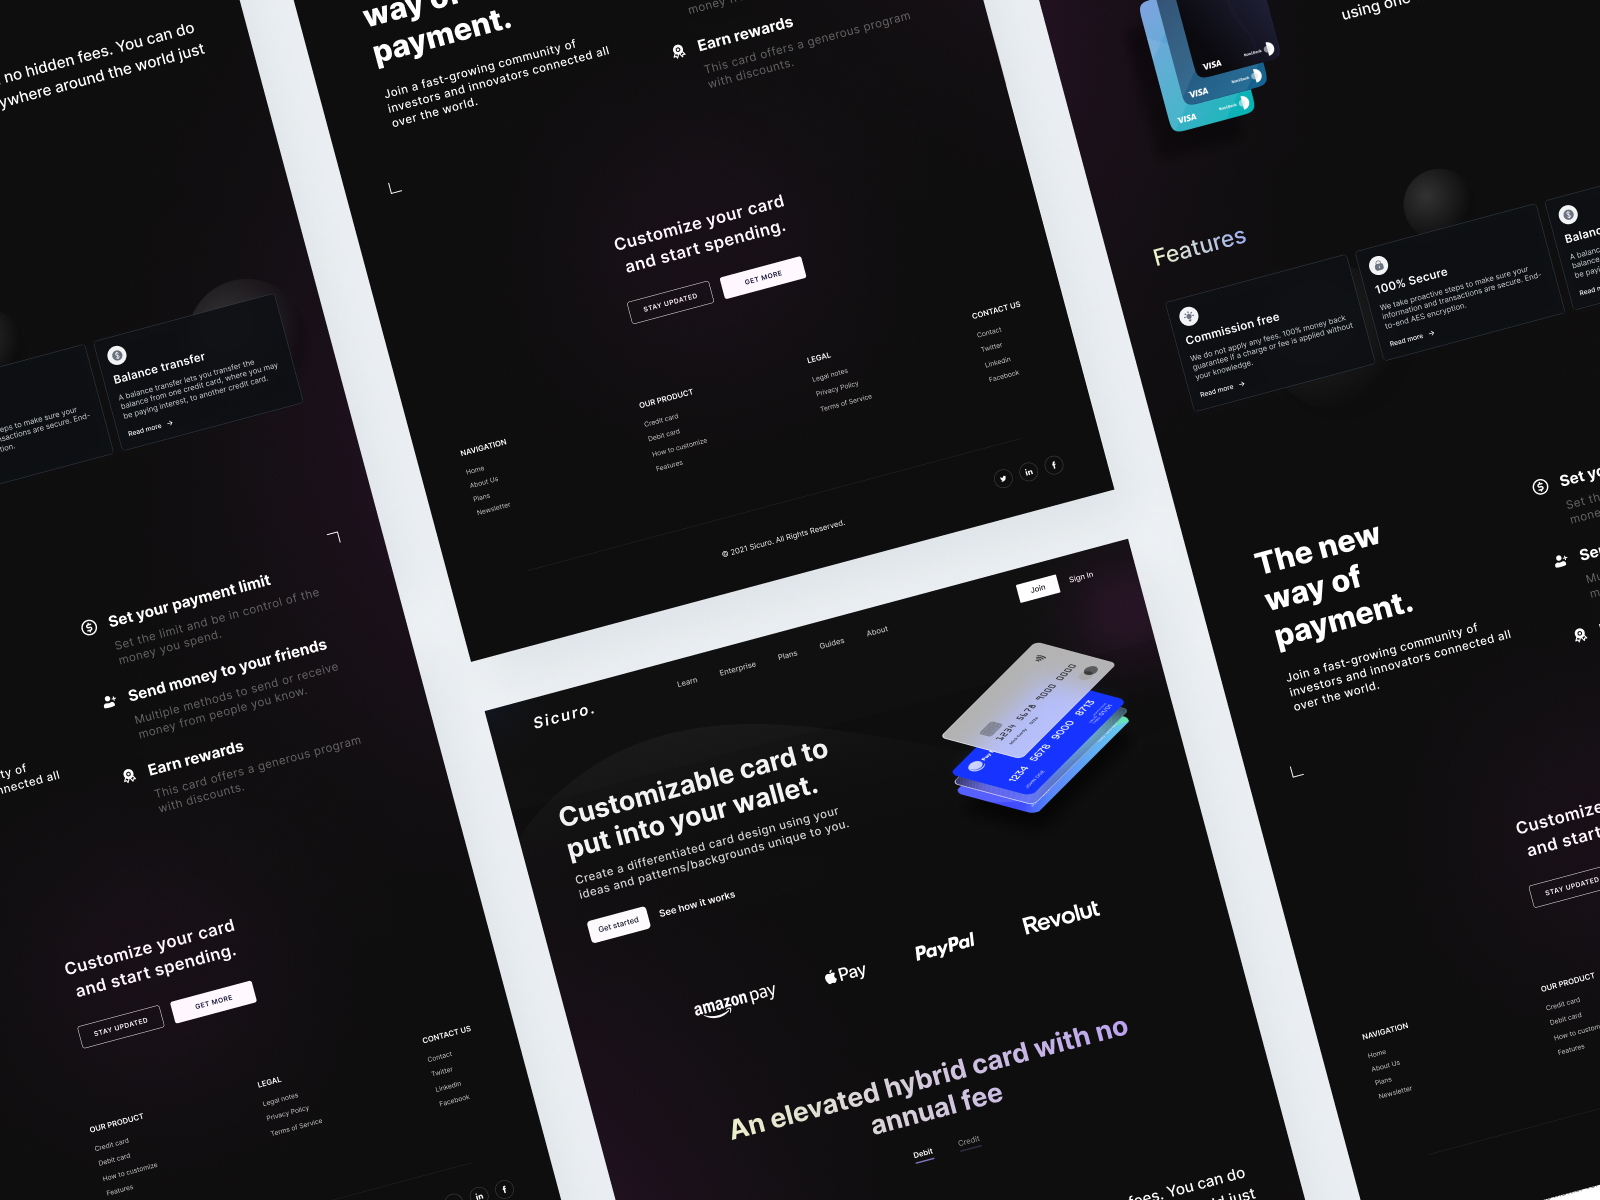 no hidden fees. You can do
ywhere around the world just
Balance transfer
A balance transfer lets you transfer the
balance from one credit card, where you may
be paying interest, to another credit card.
Read more
eps to make sure your
sactions are secure. End-
tion.
Set your payment limit
Set the limit and be in control of the
money you spend.
Send money to your friends
Multiple methods to send or receive
money from people you know.
Earn rewards
This card offers a generous program
with discounts.
ty of
nnected all
Customize your card
and start spending.
STAY UPDATED
GET MORE
OUR PRODUCT
Credit card
Debit card
How to customize
Features
LEGAL
Legal notes
Privacy Policy
Terms of Service
CONTACT US
Contact
Twitter
Linkedin
Facebook
way of
payment.
Join a fast-growing community of
investors and innovators connected all
over the world.
Earn rewards
This card offers a generous program
with discounts.
Customize your card
and start spending.
STAY UPDATED
GET MORE
NAVIGATION
Home
About Us
Plans
Newsletter
OUR PRODUCT
Credit card
Debit card
How to customize
Features
LEGAL
Legal notes
Privacy Policy
Terms of Service
CONTACT US
Contact
Twitter
Linkedin
Facebook
© 2021 Sicuro. All Rights Reserved.
Sicuro.
Learn
Enterprise
Plans
Guides
About
Join
Sign In
Customizable card to
put into your wallet.
Create a differentiated card design using your
ideas and patterns/backgrounds unique to you.
Get started
See how it works
1234 5678 9000 0000
1234 5678 9000 8713
amazon pay
Pay
PayPal
Revolut
An elevated hybrid card with no
annual fee
Debit
Credit
fees. You can do
ld just
using one
VISA
VISA
VISA
Features
Commission free
We do not apply any fees. 100% money back
guarantee if a charge or fee is applied without
your knowledge.
Read more
100% Secure
We take proactive steps to make sure your
information and transactions are secure. End-
to-end AES encryption.
Read more
Balanc
A balanc
balance
be payi
Read m
The new
way of
payment.
Join a fast-growing community of
investors and innovators connected all
over the world.
Set yo
Set th
mone
Se
Mu
m
Customize
and start
STAY UPDATED
NAVIGATION
Home
About Us
Plans
Newsletter
OUR PRODUCT
Credit card
Debit card
How to custom
Features